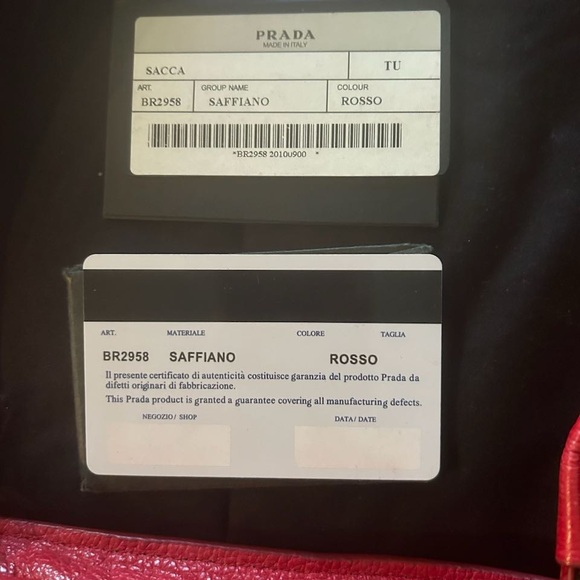 PRADA
MADE IN ITALY
SACCA TU
ART. GROUP NAME COLOUR
BR2958 SAFFIANO ROSSO
*BR2958 2010u900 *
ART. MATERIALE COLORE TAGLIA
BR2958 SAFFIANO ROSSO
Il presente certificato di autenticità costituisce garanzia del prodotto Prada da
difetti originari di fabbricazione.
This Prada product is granted a guarantee covering all manufacturing defects.
NEGOZIO/ SHOP DATA/ DATE